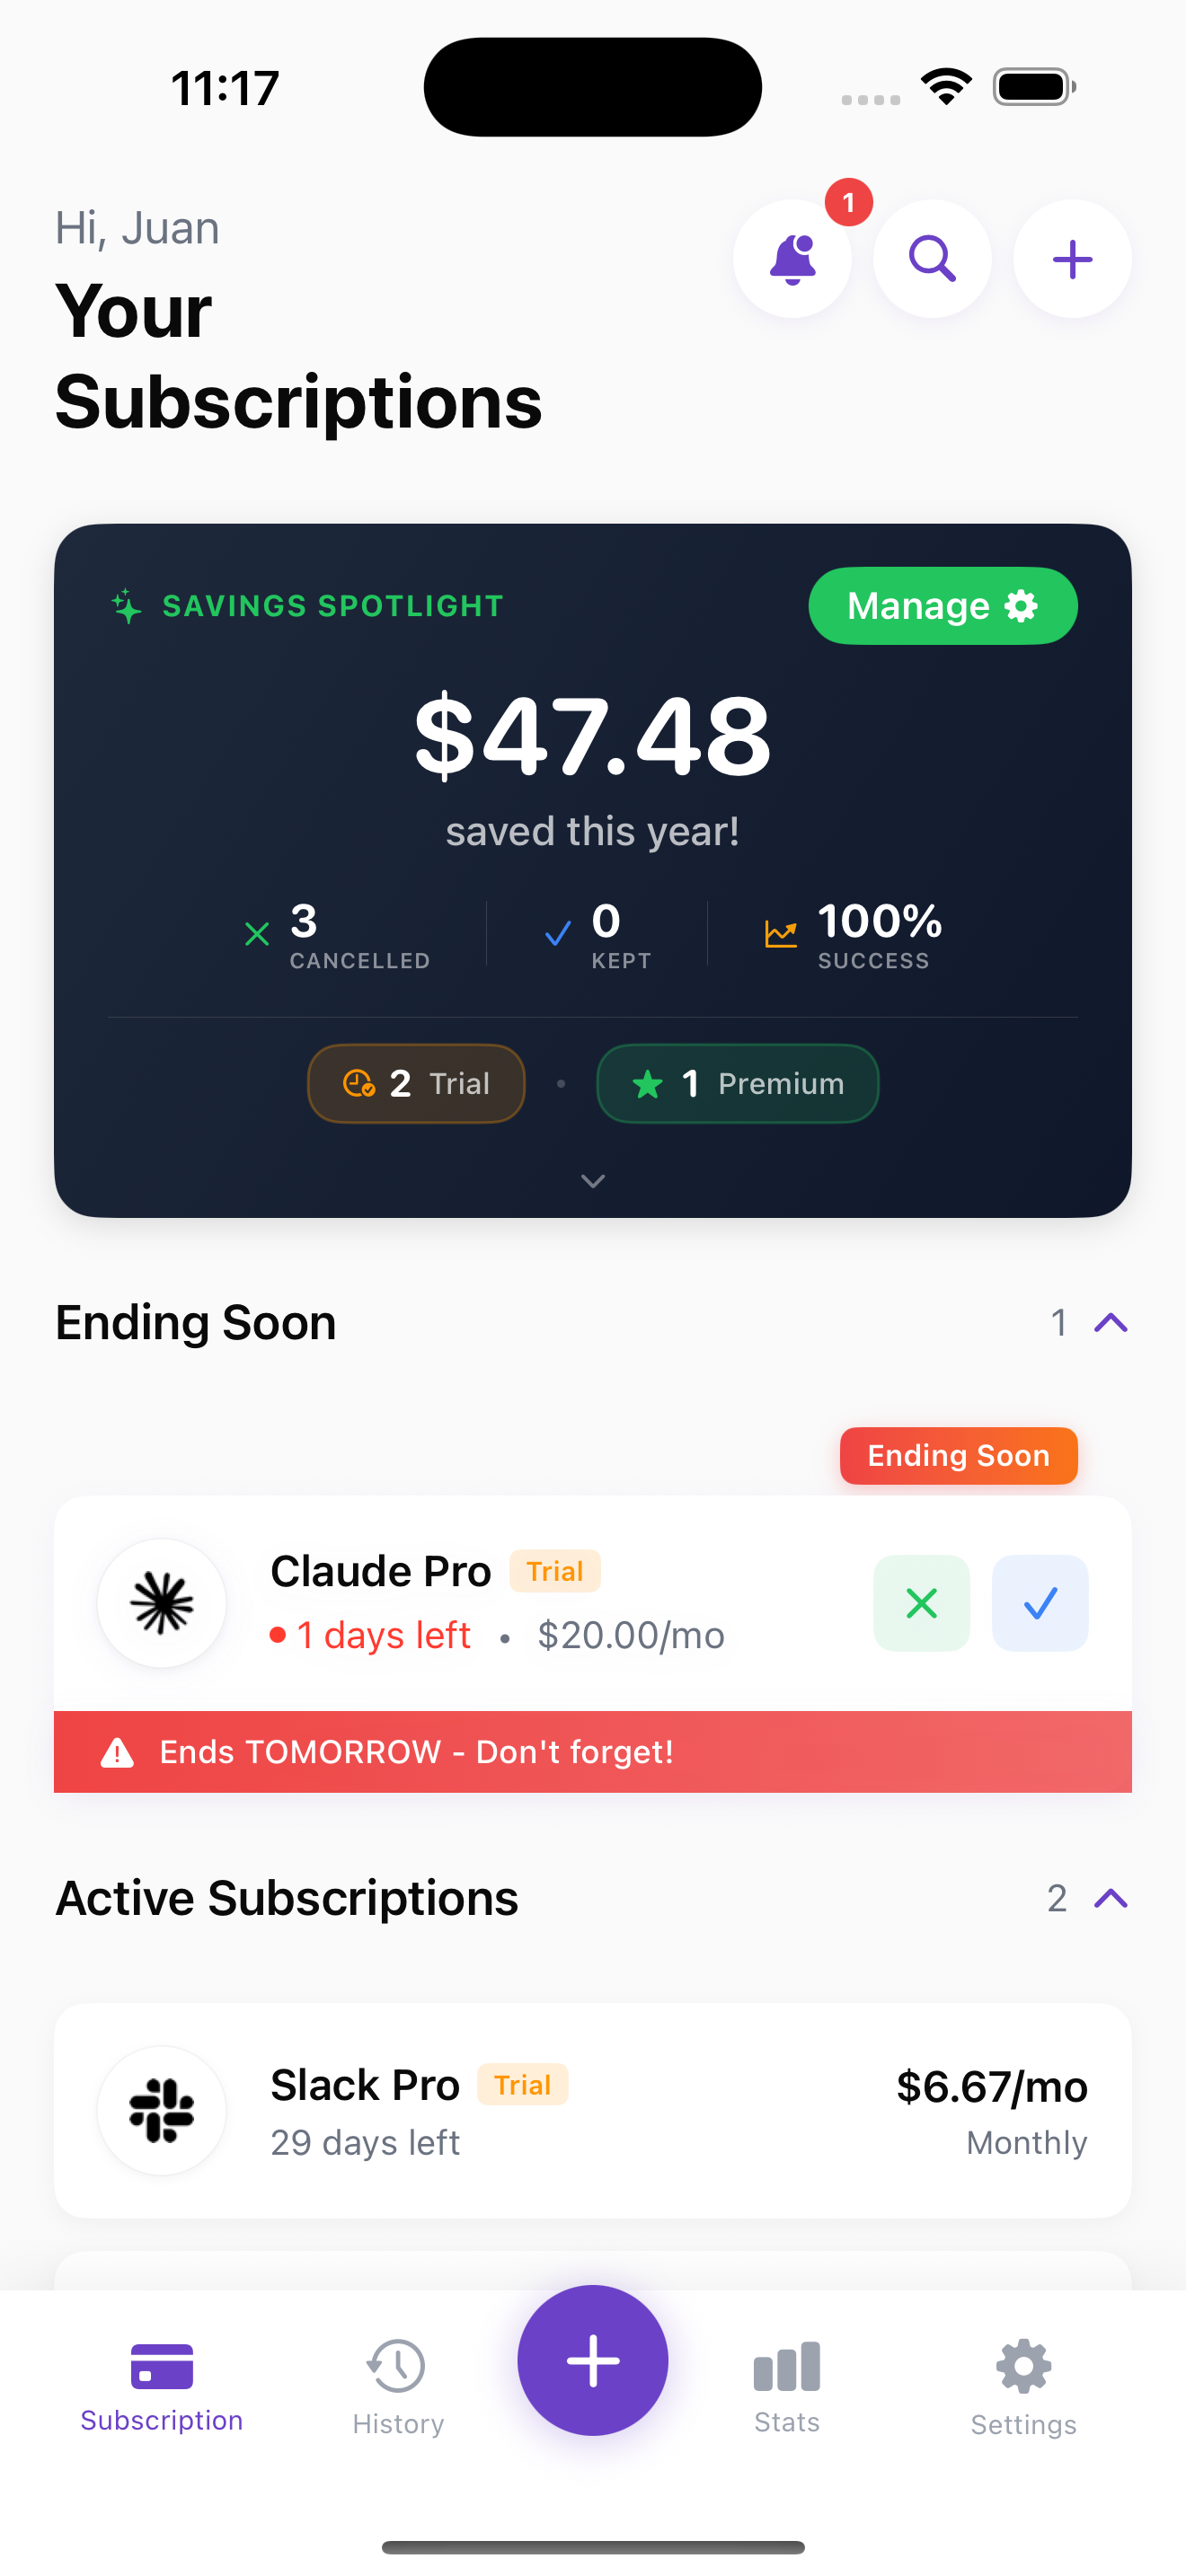 11:17
Hi, Juan
1
Your
Subscriptions
SAVINGS SPOTLIGHT
Manage
$47.48
saved this year!
3
CANCELLED
0
KEPT
100%
SUCCESS
2 Trial • 1 Premium
Ending Soon
1
Ending Soon
Claude Pro Trial
1 days left • $20.00/mo
Ends TOMORROW - Don't forget!
Active Subscriptions
2
Slack Pro Trial
$6.67/mo
29 days left
Monthly
Subscription
History
Stats
Settings